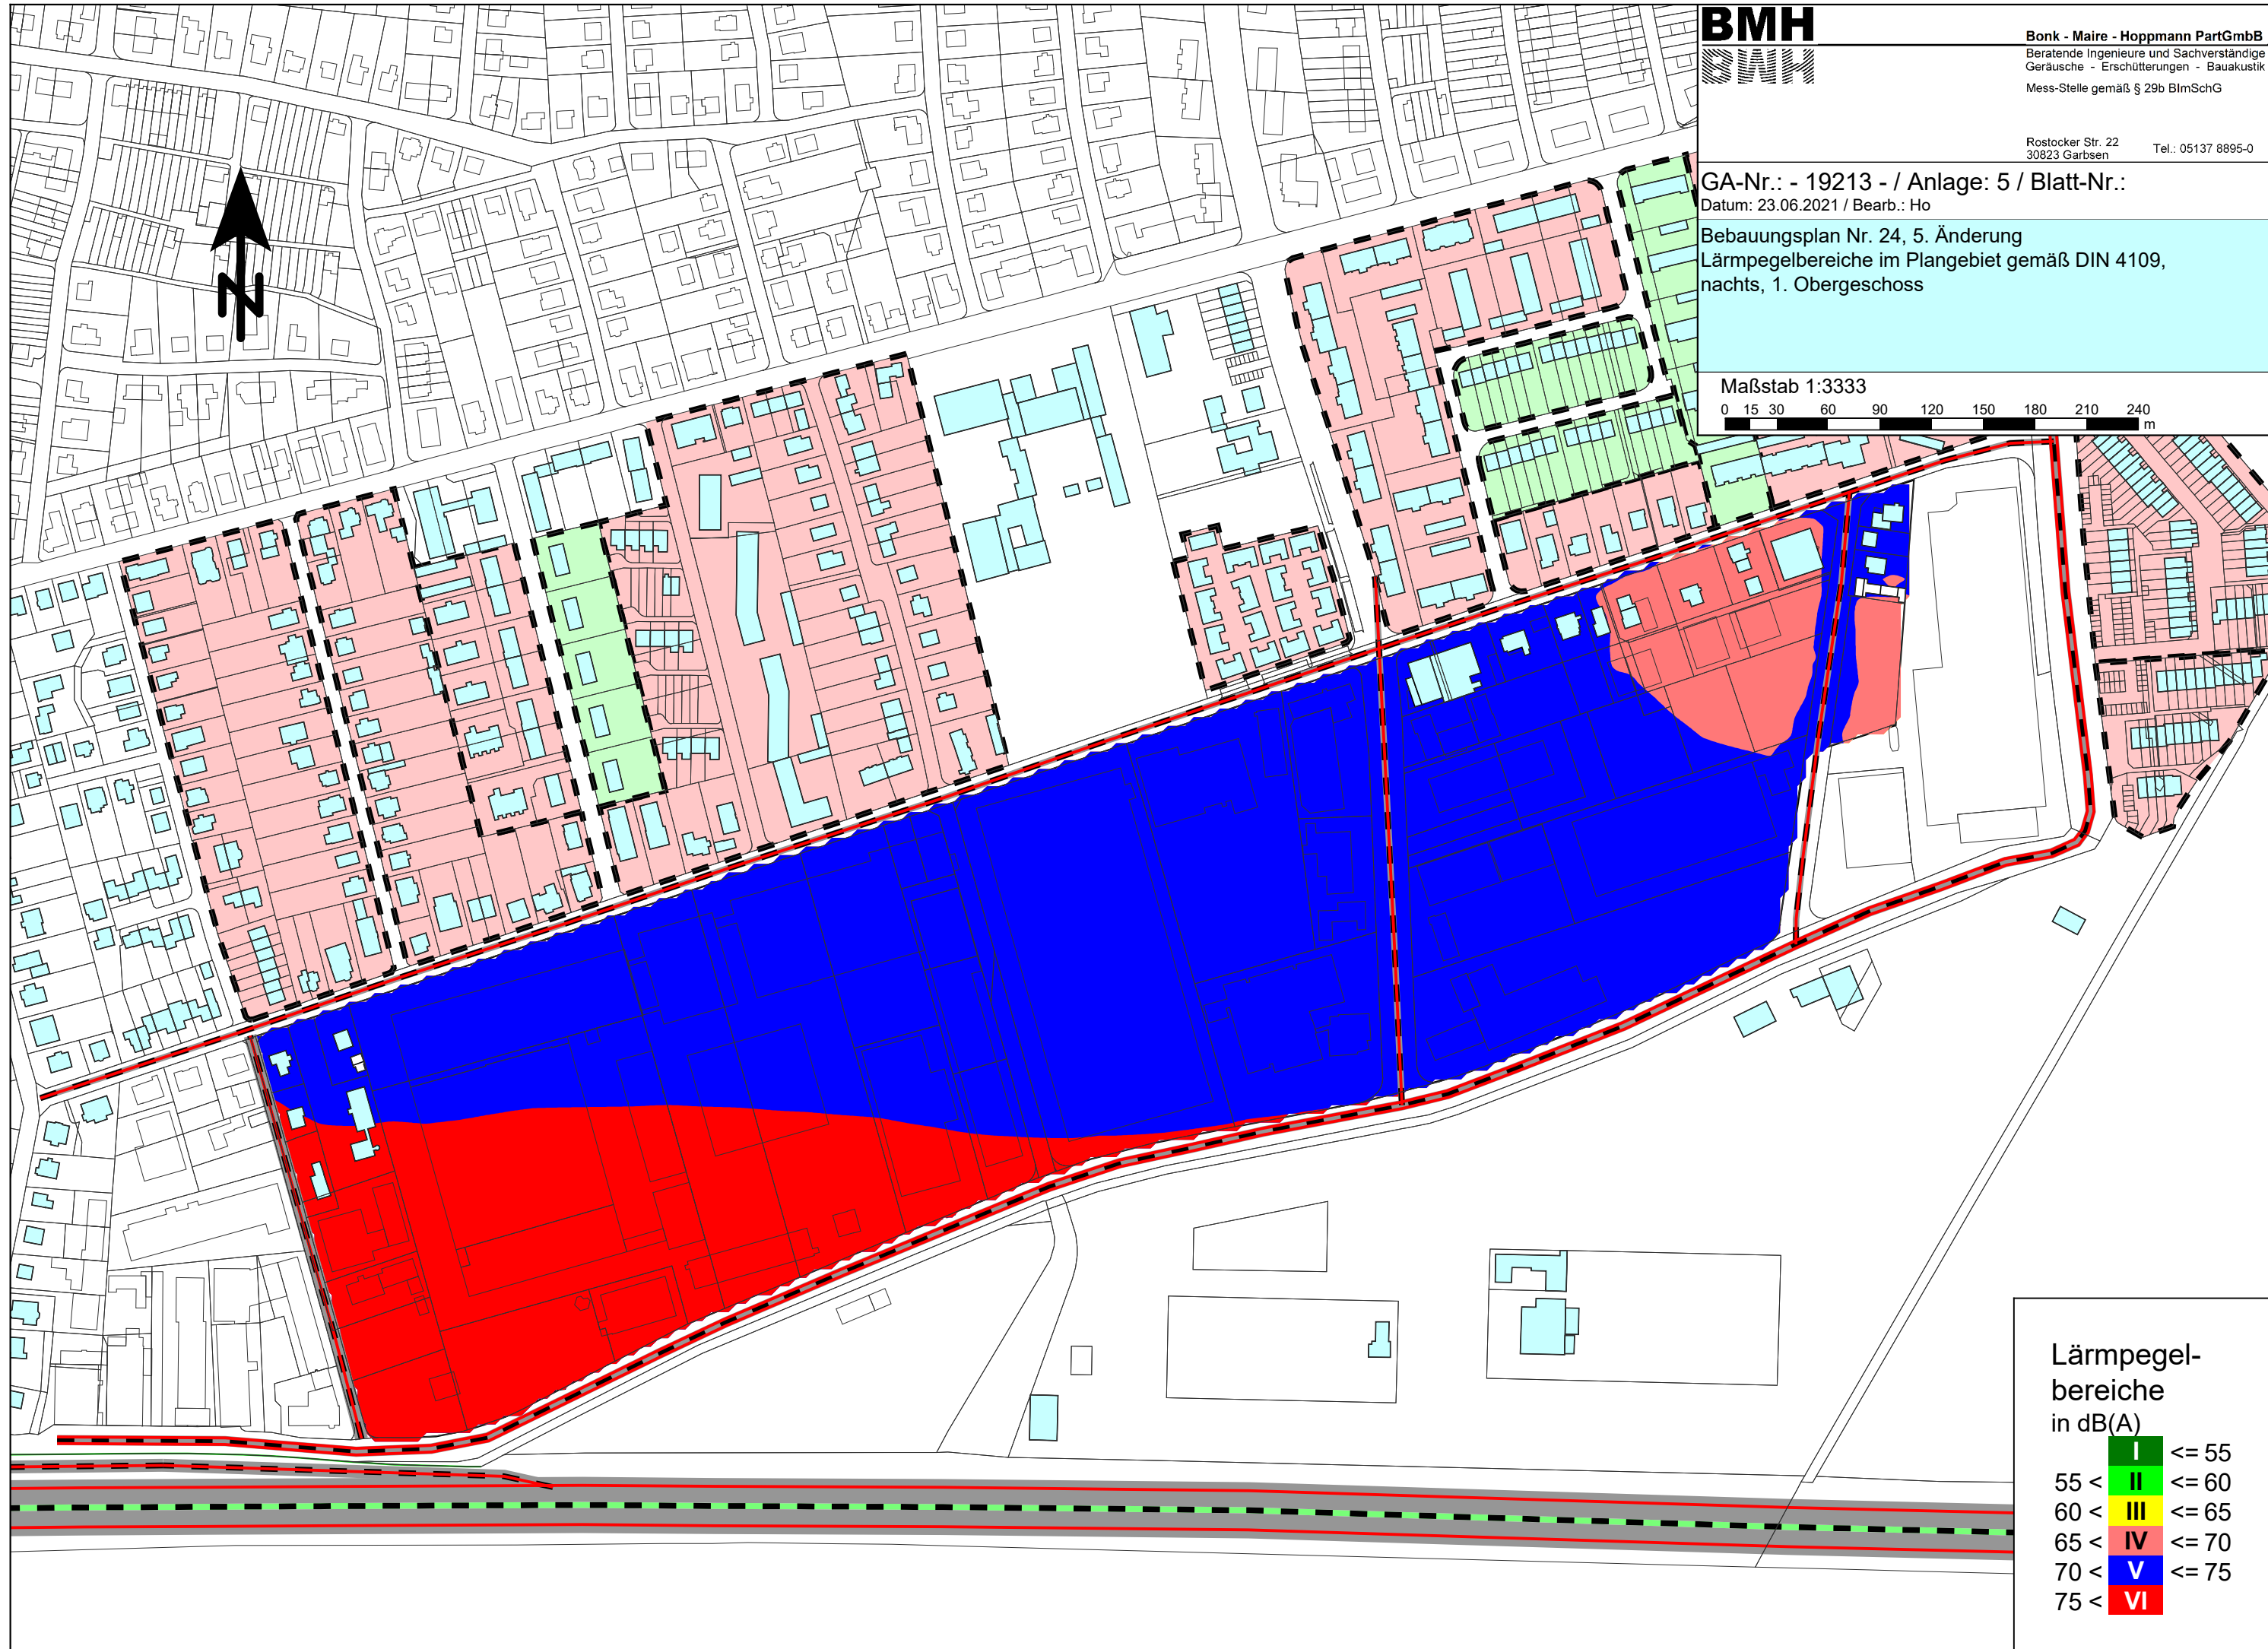 BMH
Bonk - Maire - Hoppmann PartGmbB
Beratende Ingenieure und Sachverständige
Geräusche - Erschütterungen - Bauakustik
Mess-Stelle gemäß § 29b BImSchG
Rostocker Str. 22
30823 Garbsen
Tel.: 05137 8895-0
GA-Nr.: - 19213 - / Anlage: 5 / Blatt-Nr.:
Datum: 23.06.2021 / Bearb.: Ho
Bebauungsplan Nr. 24, 5. Änderung
Lärmpegelbereiche im Plangebiet gemäß DIN 4109,
nachts, 1. Obergeschoss
Maßstab 1:3333
0 15 30 60 90 120 150 180 210 240
m
N
Lärmpegel-
bereiche
in dB(A)
I <= 55
55 < II <= 60
60 < III <= 65
65 < IV <= 70
70 < V <= 75
75 < VI